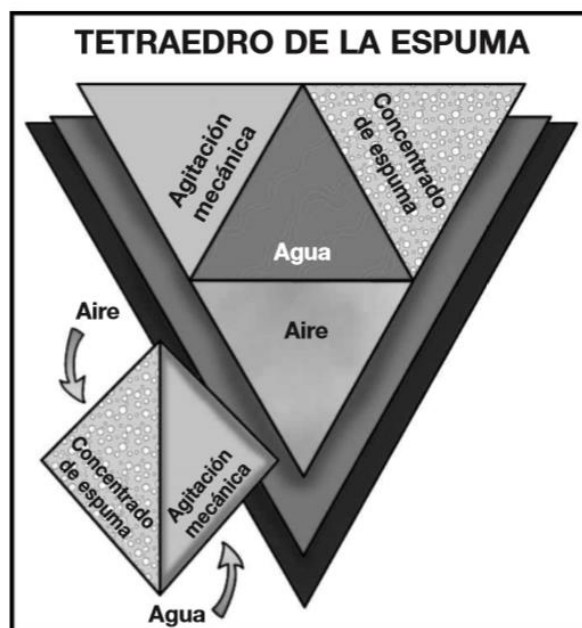 TETRAEDRO DE LA ESPUMA
Agitación
mecánica
Concentrado
de espuma
Agua
Aire
Aire
Concentrado
de espuma
Agitación
mecánica
Agua